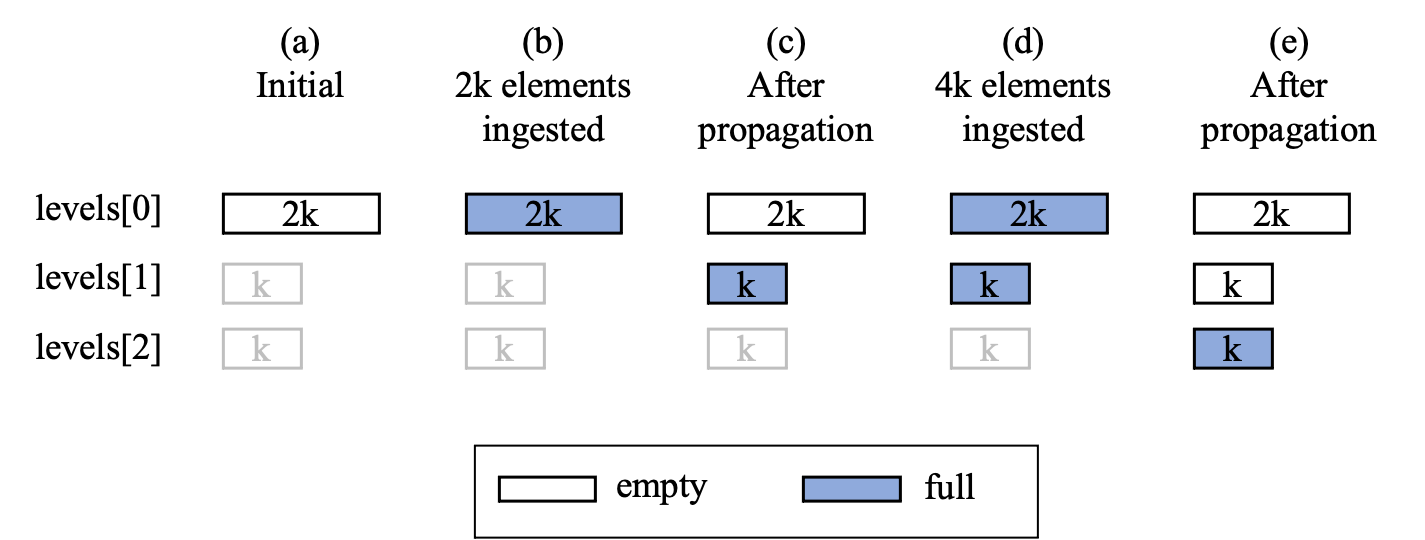 (a) (b) (c) (d) (e)
Initial 2k elements After 4k elements After
ingested propagation ingested propagation
levels[0] 2k 2k 2k 2k 2k
levels[1] k k k k k
levels[2] k k k k k
empty full